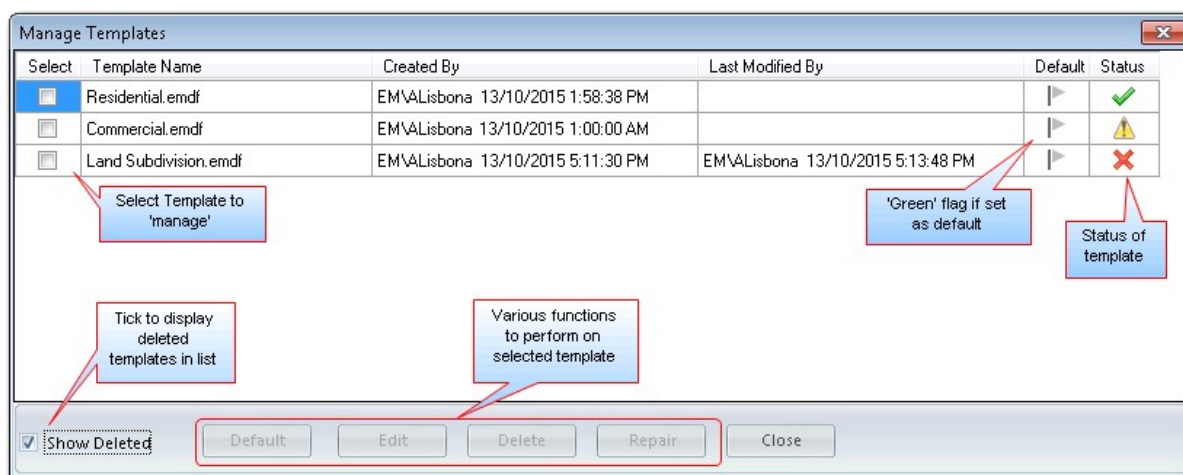 Manage Templates
Select Template Name Created By Last Modified By Default Status
Residential.emdf EM\ALisbona 13/10/2015 1:58:38 PM
Commercial.emdf EM\ALisbona 13/10/2015 1:00:00 AM
Land Subdivision.emdf EM\ALisbona 13/10/2015 5:11:30 PM EM\ALisbona 13/10/2015 5:13:48 PM
Select Template to
'manage'
'Green' flag if set
as default
Status of
template
Tick to display
deleted
templates in list
Various functions
to perform on
selected template
Show Deleted Default Edit Delete Repair Close